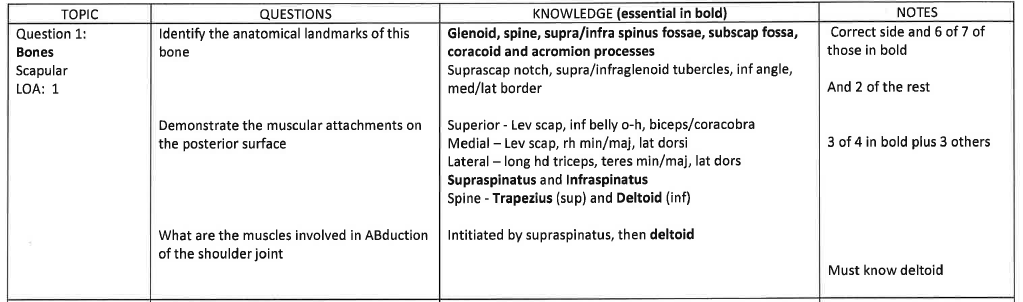 TOPIC
QUESTIONS
KNOWLEDGE (essential in bold)
NOTES
Question 1:
Bones
Scapular
LOA: 1
Identify the anatomical landmarks of this
bone
Glenoid, spine, supra/infra spinus fossae, subscap fossa,
coracoid and acromion processes
Suprascap notch, supra/infraglenoid tubercles, inf angle,
med/lat border
Correct side and 6 of 7 of
those in bold
And 2 of the rest
Demonstrate the muscular attachments on
the posterior surface
Superior - Lev scap, inf belly o-h, biceps/coracobra
Medial – Lev scap, rh min/maj, lat dorsi
Lateral – long hd triceps, teres min/maj, lat dors
Supraspinatus and Infraspinatus
Spine - Trapezius (sup) and Deltoid (inf)
3 of 4 in bold plus 3 others
What are the muscles involved in ABduction
of the shoulder joint
Intitiated by supraspinatus, then deltoid
Must know deltoid